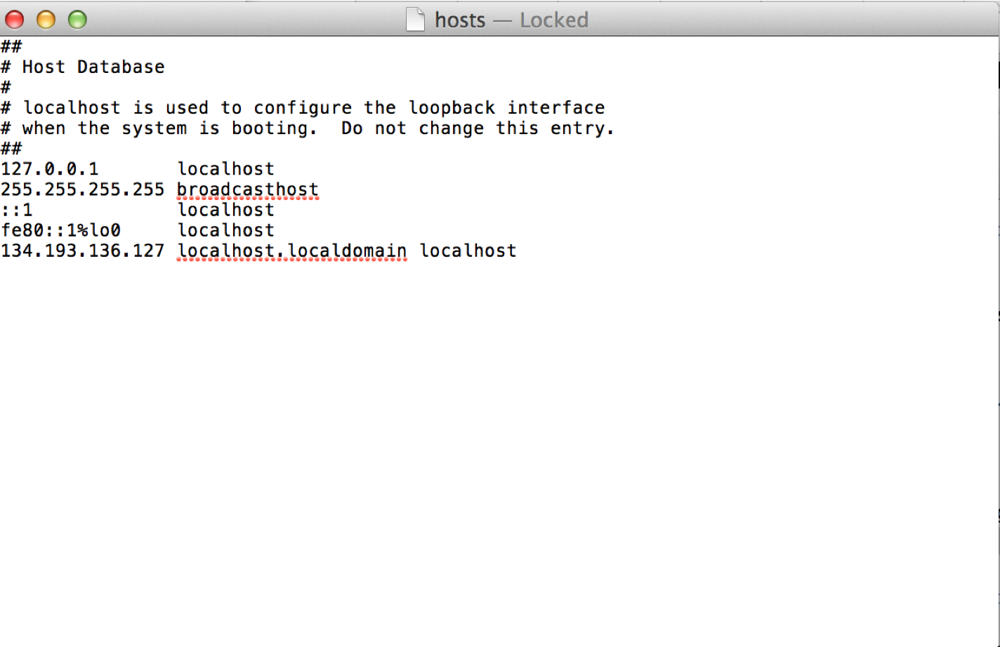 hosts — Locked
##
# Host Database
#
# localhost is used to configure the loopback interface
# when the system is booting.  Do not change this entry.
##
127.0.0.1       localhost
255.255.255.255 broadcasthost
::1             localhost
fe80::1%lo0     localhost
134.193.136.127 localhost.localdomain localhost